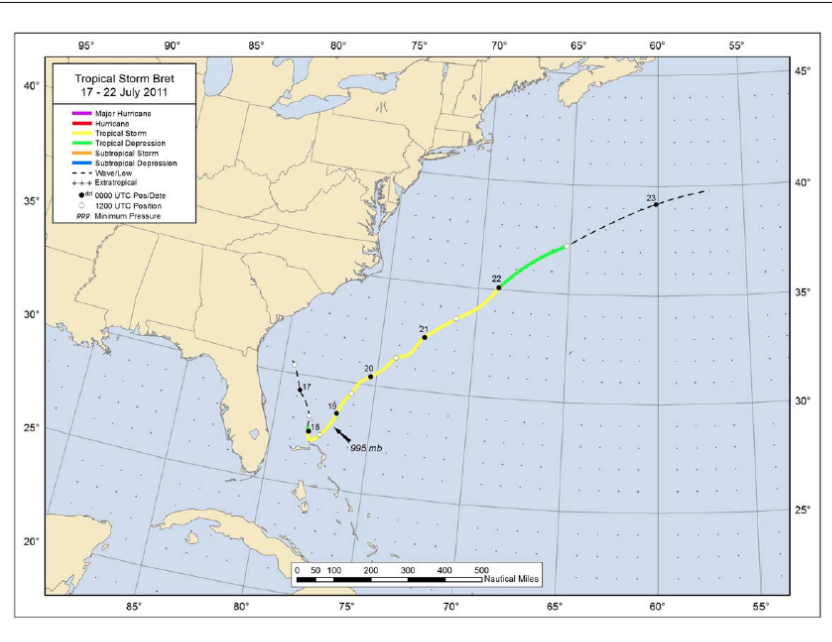 95° 90° 85° 80° 75° 70° 65° 60° 55°
Tropical Storm Bret
17 - 22 July 2011
Major Hurricane
Hurricane
Tropical Storm
Tropical Depression
Subtropical Storm
Subtropical Depression
Wave/Low
Extratropical
dd 0000 UTC Pos/Date
1200 UTC Position
PPP Minimum Pressure
40°
35°
30°
25°
20°
45°
40°
35°
30°
25°
23
22
21
20
19
17
18
995 mb
0 50 100 200 300 400 500
Nautical Miles
85° 80° 75° 70° 65° 60° 55°